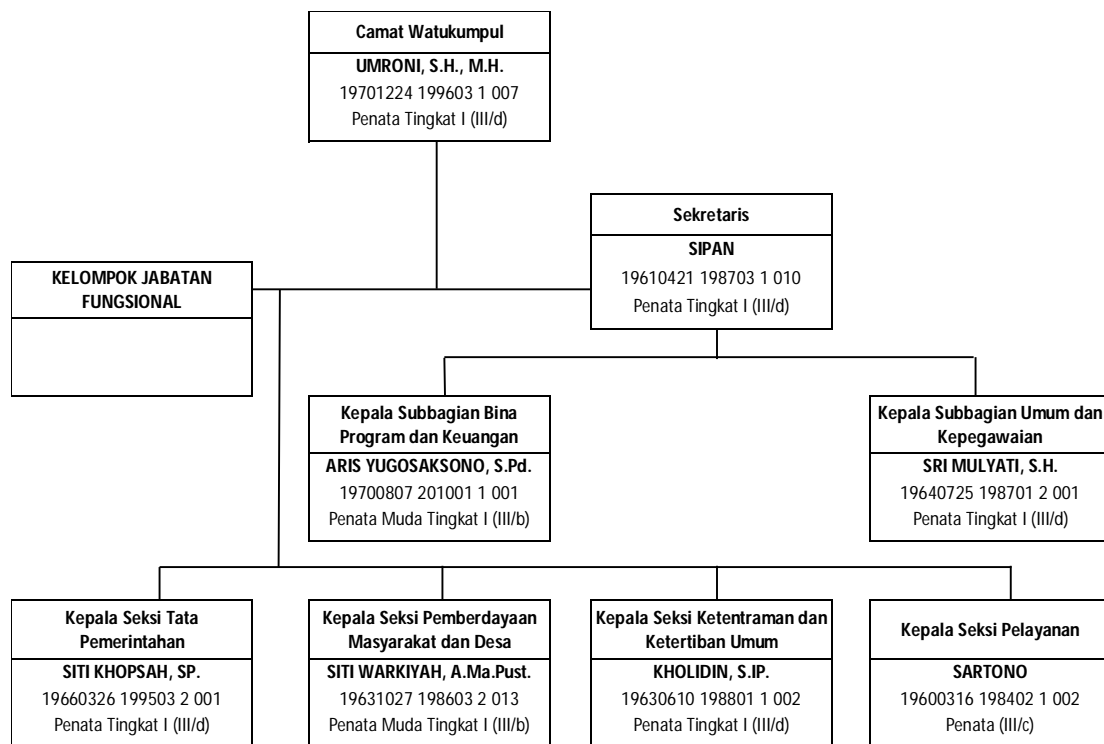 Camat Watukumpul
UMRONI, S.H., M.H.
19701224 199603 1 007
Penata Tingkat I (III/d)
Sekretaris
SIPAN
19610421 198703 1 010
Penata Tingkat I (III/d)
KELOMPOK JABATAN
FUNGSIONAL
Kepala Subbagian Bina
Program dan Keuangan
ARIS YUGOSAKSONO, S.Pd.
19700807 201001 1 001
Penata Muda Tingkat I (III/b)
Kepala Subbagian Umum dan
Kepegawaian
SRI MULYATI, S.H.
19640725 198701 2 001
Penata Tingkat I (III/d)
Kepala Seksi Tata
Pemerintahan
SITI KHOPSAH, SP.
19660326 199503 2 001
Penata Tingkat I (III/d)
Kepala Seksi Pemberdayaan
Masyarakat dan Desa
SITI WARKIYAH, A.Ma.Pust.
19631027 198603 2 013
Penata Muda Tingkat I (III/b)
Kepala Seksi Ketentraman dan
Ketertiban Umum
KHOLIDIN, S.IP.
19630610 198801 1 002
Penata Tingkat I (III/d)
Kepala Seksi Pelayanan
SARTONO
19600316 198402 1 002
Penata (III/c)